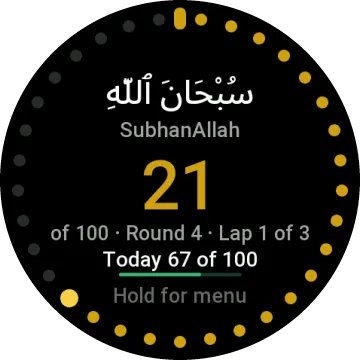 سُبْحَانَ ٱللَّٰهِ
SubhanAllah
21
of 100 · Round 4 · Lap 1 of 3
Today 67 of 100
Hold for menu